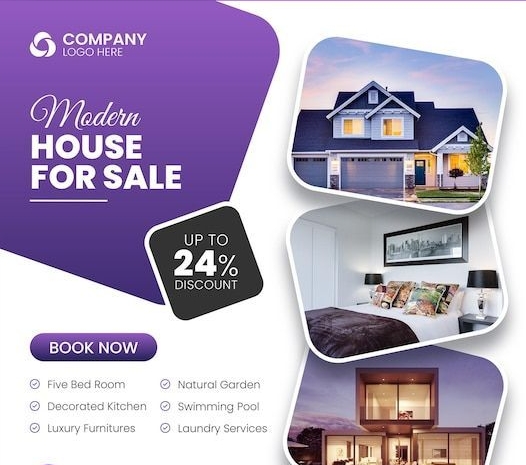 COMPANY
LOGO HERE
Modern
HOUSE
FOR SALE
UP TO
24%
DISCOUNT
BOOK NOW
Five Bed Room
Natural Garden
Decorated Kitchen
Swimming Pool
Luxury Furnitures
Laundry Services